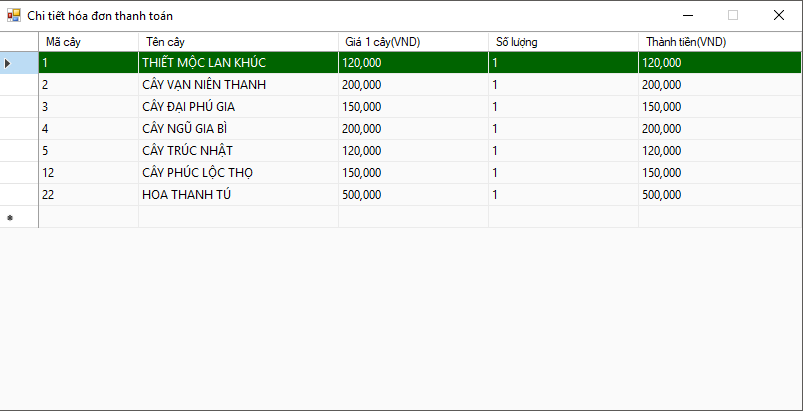 Chi tiết hóa đơn thanh toán
Mã cây Tên cây Giá 1 cây(VND) Số lượng Thành tiền(VND)
1 THIẾT MỘC LAN KHÚC 120,000 1 120,000
2 CÂY VẠN NIÊN THANH 200,000 1 200,000
3 CÂY ĐẠI PHÚ GIA 150,000 1 150,000
4 CÂY NGŨ GIA BÌ 200,000 1 200,000
5 CÂY TRÚC NHẬT 120,000 1 120,000
12 CÂY PHÚC LỘC THỌ 150,000 1 150,000
22 HOA THANH TÚ 500,000 1 500,000